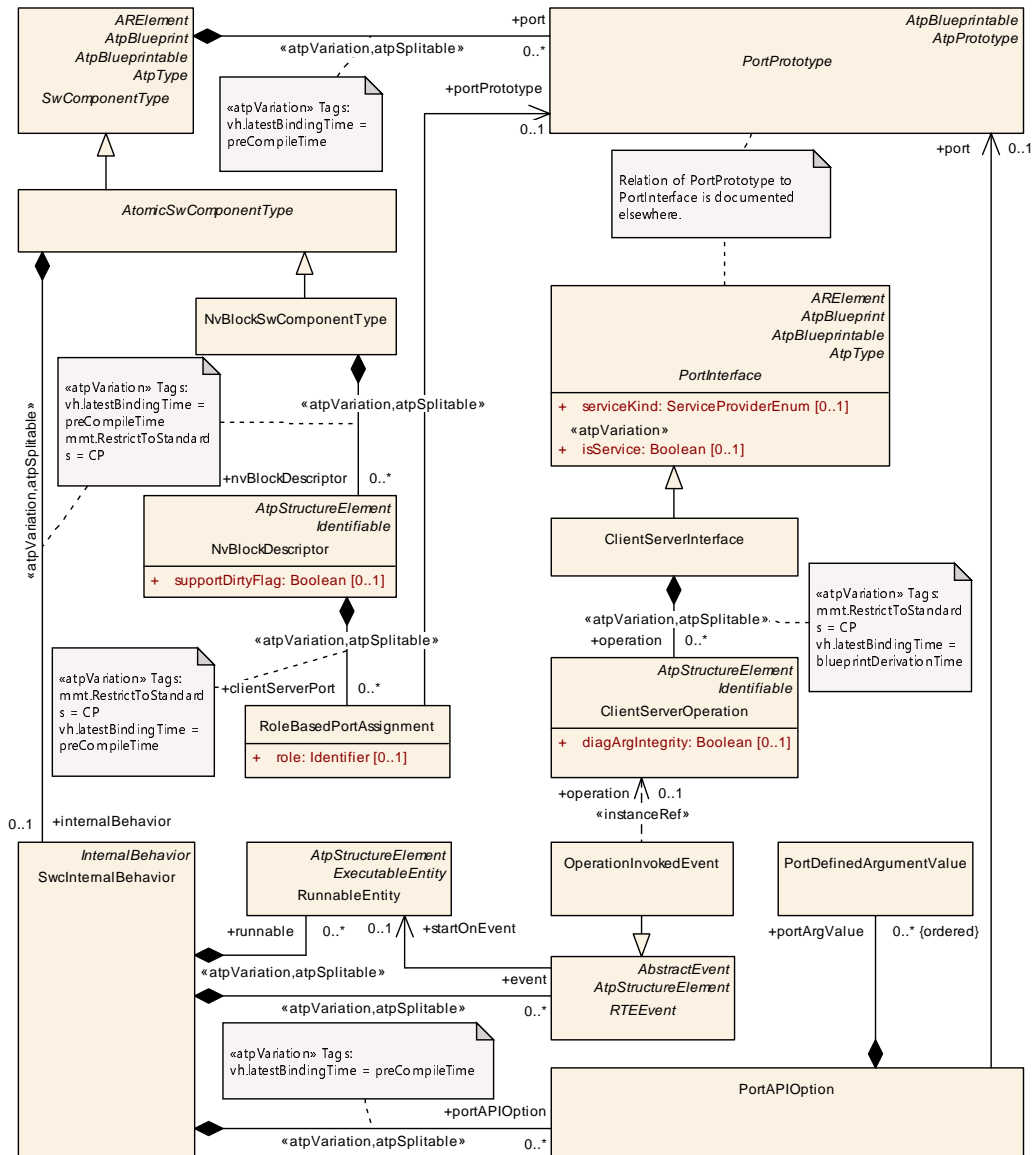 ARElement
AtpBlueprint
AtpBlueprintable
AtpType
SwComponentType
+port
«atpVariation,atpSplitable»
0..*
AtpBlueprintable
AtpPrototype
PortPrototype
«atpVariation» Tags:
vh.latestBindingTime =
preCompileTime
+portPrototype
0..1
+port
0..1
Relation of PortPrototype to
PortInterface is documented
elsewhere.
AtomicSwComponentType
NvBlockSwComponentType
ARElement
AtpBlueprint
AtpBlueprintable
AtpType
PortInterface
+ serviceKind: ServiceProviderEnum [0..1]
«atpVariation»
+ isService: Boolean [0..1]
«atpVariation» Tags:
vh.latestBindingTime =
preCompileTime
mmt.RestrictToStandard
s = CP
«atpVariation,atpSplitable»
«atpVariation,atpSplitable»
+nvBlockDescriptor
0..*
AtpStructureElement
Identifiable
NvBlockDescriptor
+ supportDirtyFlag: Boolean [0..1]
ClientServerInterface
«atpVariation,atpSplitable»
+operation
0..*
«atpVariation» Tags:
mmt.RestrictToStandard
s = CP
vh.latestBindingTime =
blueprintDerivationTime
«atpVariation,atpSplitable»
+clientServerPort
0..*
«atpVariation» Tags:
mmt.RestrictToStandard
s = CP
vh.latestBindingTime =
preCompileTime
AtpStructureElement
Identifiable
ClientServerOperation
+ diagArgIntegrity: Boolean [0..1]
RoleBasedPortAssignment
+ role: Identifier [0..1]
+operation
0..1
«instanceRef»
0..1
+internalBehavior
InternalBehavior
SwcInternalBehavior
AtpStructureElement
ExecutableEntity
RunnableEntity
OperationInvokedEvent
PortDefinedArgumentValue
+runnable
0..*
0..1
+startOnEvent
+portArgValue
0..* {ordered}
«atpVariation,atpSplitable»
+event
«atpVariation,atpSplitable»
0..*
AbstractEvent
AtpStructureElement
RTEEvent
«atpVariation» Tags:
vh.latestBindingTime = preCompileTime
+portAPIOption
«atpVariation,atpSplitable»
0..*
PortAPIOption